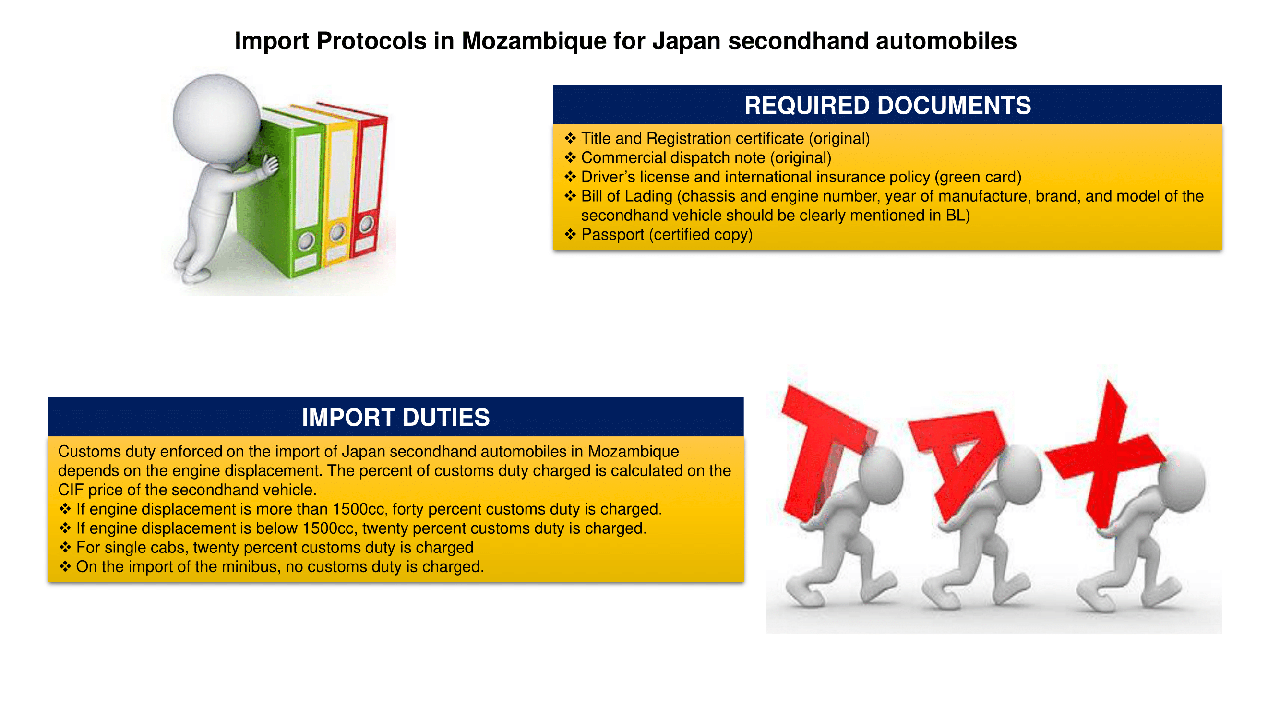 Import Protocols in Mozambique for Japan secondhand automobiles
REQUIRED DOCUMENTS
❖ Title and Registration certificate (original)
❖ Commercial dispatch note (original)
❖ Driver's license and international insurance policy (green card)
❖ Bill of Lading (chassis and engine number, year of manufacture, brand, and model of the
secondhand vehicle should be clearly mentioned in BL)
❖ Passport (certified copy)
IMPORT DUTIES
Customs duty enforced on the import of Japan secondhand automobiles in Mozambique
depends on the engine displacement. The percent of customs duty charged is calculated on the
CIF price of the secondhand vehicle.
❖ If engine displacement is more than 1500cc, forty percent customs duty is charged.
❖ If engine displacement is below 1500cc, twenty percent customs duty is charged.
❖ For single cabs, twenty percent customs duty is charged
❖ On the import of the minibus, no customs duty is charged.
TAX